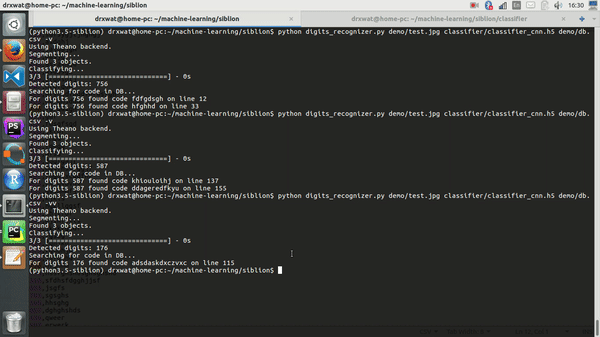 drxwat@home-pc: ~/machine-learning/siblion
16:30
drxwat@home-pc: ~/machine-learning/siblion
drxwat@home-pc: ~/machine-learning/siblion/classifier
(python3.5-siblion) drxwat@home-pc:~/machine-learning/siblion$ python digits_recognizer.py demo/test.jpg classifier/classifier_cnn.h5 demo/db.
csv -v
Using Theano backend.
Segmenting...
Found 3 objects.
Classifying...
3/3 [==============================] - 0s
Detected digits: 756
Searching for code in DB...
For digits 756 found code fdfgdsgh on line 12
For digits 756 found code hfghhd on line 33
(python3.5-siblion) drxwat@home-pc:~/machine-learning/siblion$ python digits_recognizer.py demo/test.jpg classifier/classifier_cnn.h5 demo/db.
csv -v
Using Theano backend.
Segmenting...
Found 3 objects.
Classifying...
3/3 [==============================] - 0s
Detected digits: 587
Searching for code in DB...
For digits 587 found code khiouloihj on line 137
For digits 587 found code ddageredfkyu on line 155
(python3.5-siblion) drxwat@home-pc:~/machine-learning/siblion$ python digits_recognizer.py demo/test.jpg classifier/classifier_cnn.h5 demo/db.
csv -vv
Using Theano backend.
Segmenting...
Found 3 objects.
Classifying...
3/3 [==============================] - 0s
Detected digits: 176
Searching for code in DB...
For digits 176 found code adsdaskdxczvxc on line 115
(python3.5-siblion) drxwat@home-pc:~/machine-learning/siblion$